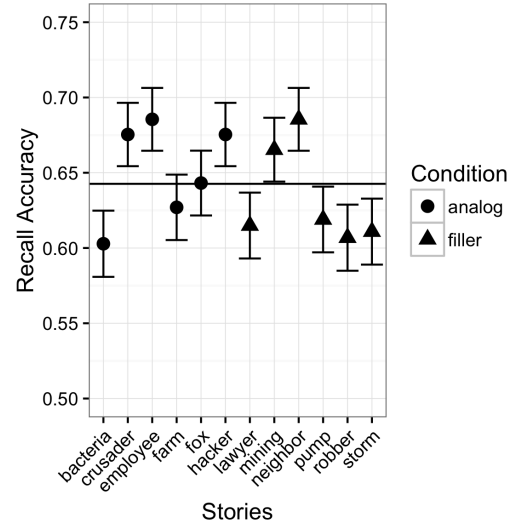 0.75
0.70
0.65
0.60
0.55
0.50
Recall Accuracy
bacteria
crusader
employee
farm
fox
hacker
lawyer
mining
neighbor
pump
robber
storm
Stories
Condition
analog
filler